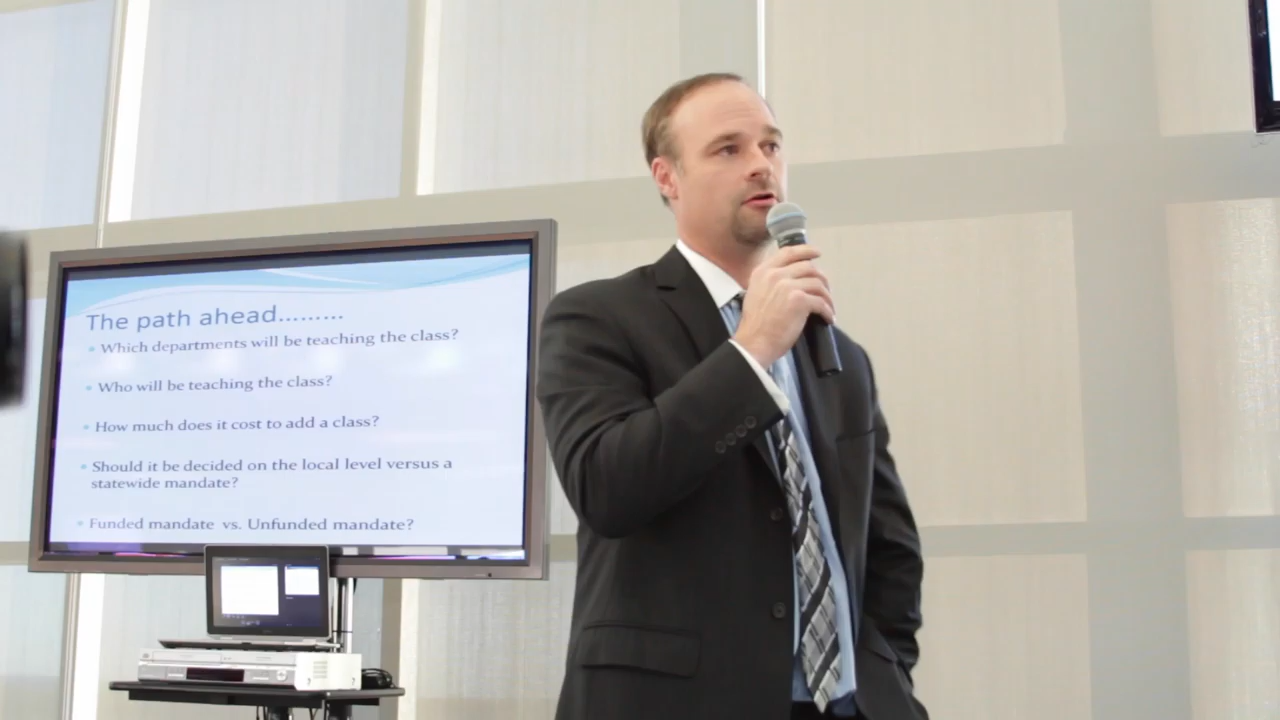 The path ahead.........
• Which departments will be teaching the class?
• Who will be teaching the class?
• How much does it cost to add a class?
• Should it be decided on the local level versus a
statewide mandate?
• Funded mandate vs. Unfunded mandate?